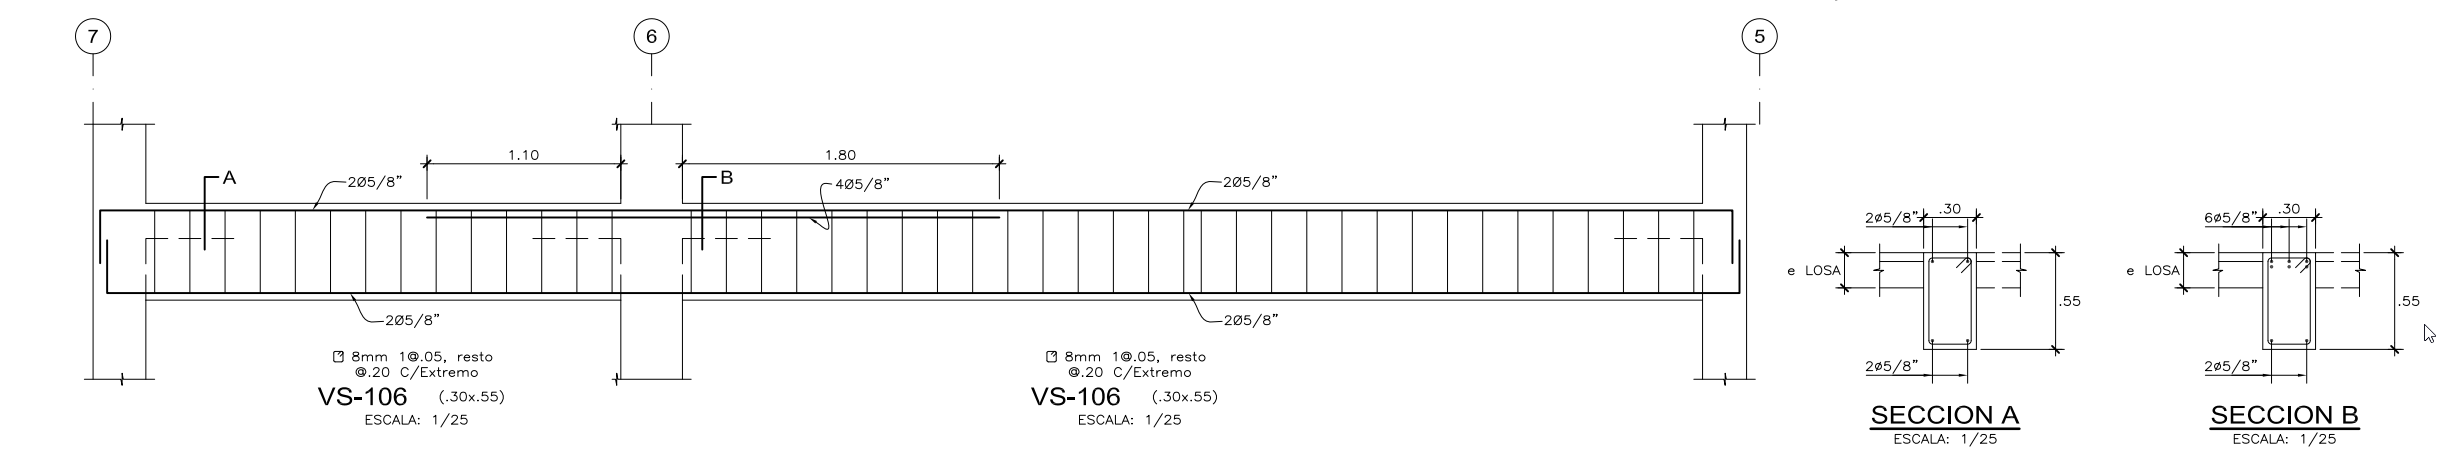 7
6
5
1.10
1.80
A
2Ø5/8"
B
4Ø5/8"
2Ø5/8"
2Ø5/8"
2Ø5/8"
8mm 1@.05, resto
@.20 C/Extremo
VS-106 (.30x.55)
ESCALA: 1/25
8mm 1@.05, resto
@.20 C/Extremo
VS-106 (.30x.55)
ESCALA: 1/25
2ø5/8" .30
e LOSA
.55
2ø5/8"
SECCION A
ESCALA: 1/25
6ø5/8" .30
e LOSA
.55
2ø5/8"
SECCION B
ESCALA: 1/25